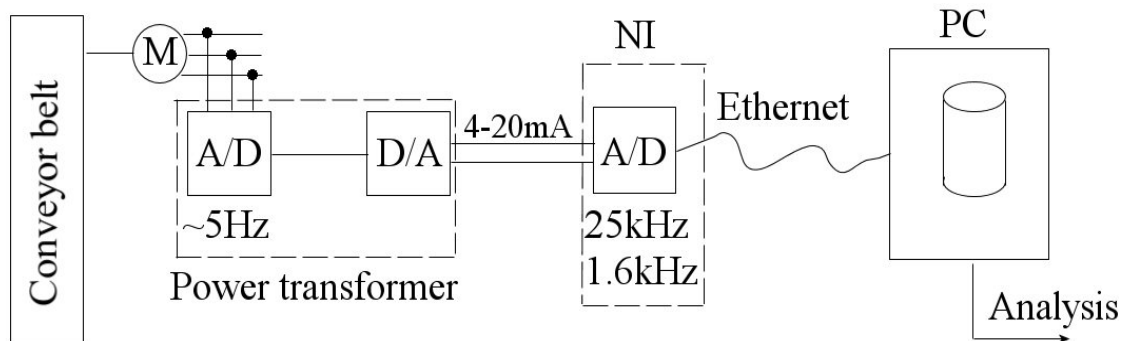 Conveyor belt
M
A/D
D/A
~5Hz
Power transformer
4-20mA
NI
A/D
25kHz
1.6kHz
Ethernet
PC
Analysis